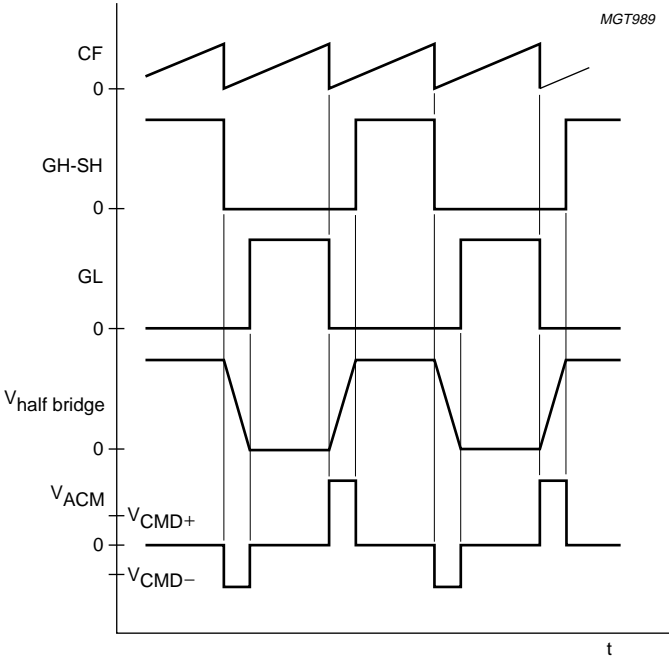 MGT989
CF
0
GH-SH
0
GL
0
Vhalf bridge
0
VACM
VCMD+
0
VCMD−
t